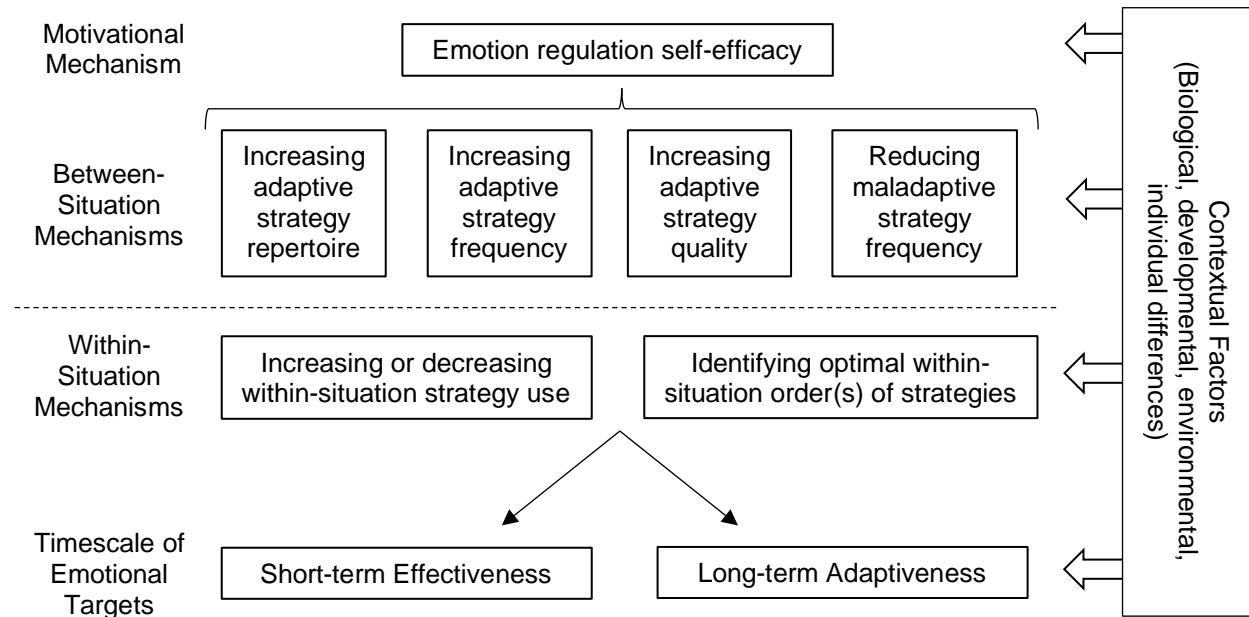 Motivational
Mechanism
Emotion regulation self-efficacy
Between-
Situation
Mechanisms
Increasing
adaptive
strategy
repertoire
Increasing
adaptive
strategy
frequency
Increasing
adaptive
strategy
quality
Reducing
maladaptive
strategy
frequency
Within-
Situation
Mechanisms
Increasing or decreasing
within-situation strategy use
Identifying optimal within-
situation order(s) of strategies
Timescale of
Emotional
Targets
Short-term Effectiveness
Long-term Adaptiveness
Contextual Factors
(Biological, developmental, environmental,
individual differences)